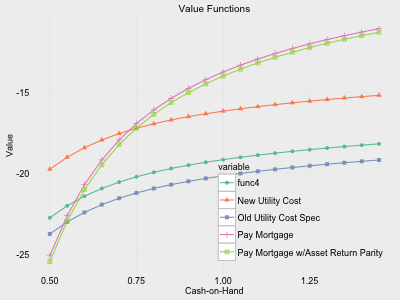 Value Functions
-15
-20
-25
Value
0.50
0.75
1.00
1.25
Cash-on-Hand
variable
func4
New Utility Cost
Old Utility Cost Spec
Pay Mortgage
Pay Mortgage w/Asset Return Parity